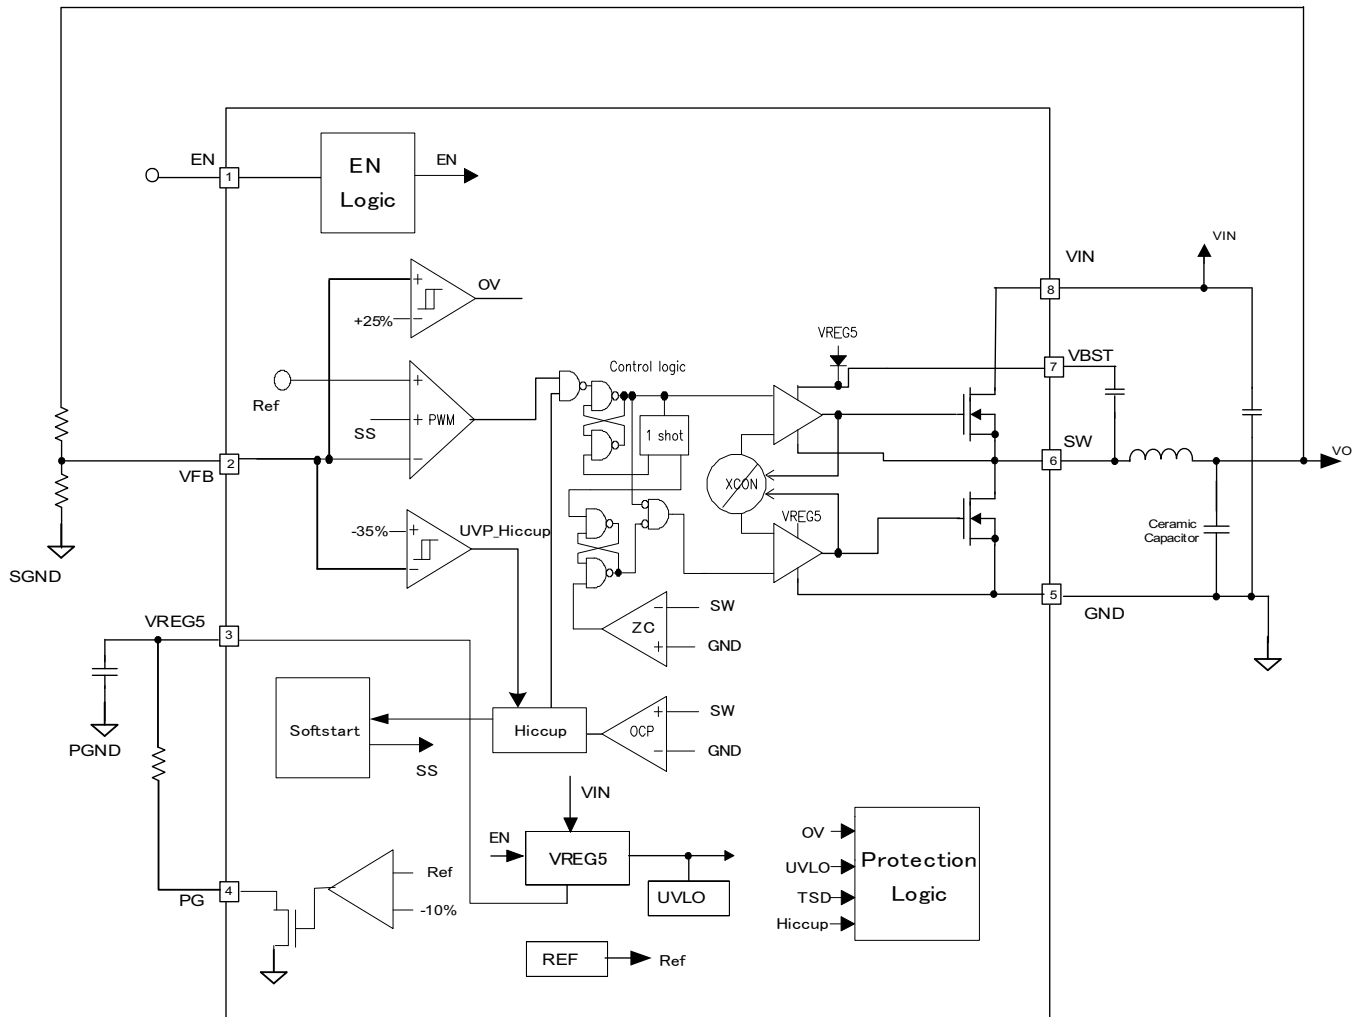 EN
1
EN
Logic
EN
VIN
VIN
8
OV
+
+25%
−
VREG5
VBST
7
Control logic
Ref
+
SS
+
PWM
−
1 shot
SW
6
VO
VFB
2
XCON
-35%
+
−
UVP_Hiccup
VREG5
Ceramic
Capacitor
SGND
5
GND
VREG5
3
ZC
−
SW
+
GND
PGND
Softstart
SS
Hiccup
OCP
+
SW
−
GND
VIN
EN
VREG5
UVLO
OV
UVLO
TSD
Hiccup
Protection
Logic
PG
4
Ref
-10%
REF
Ref